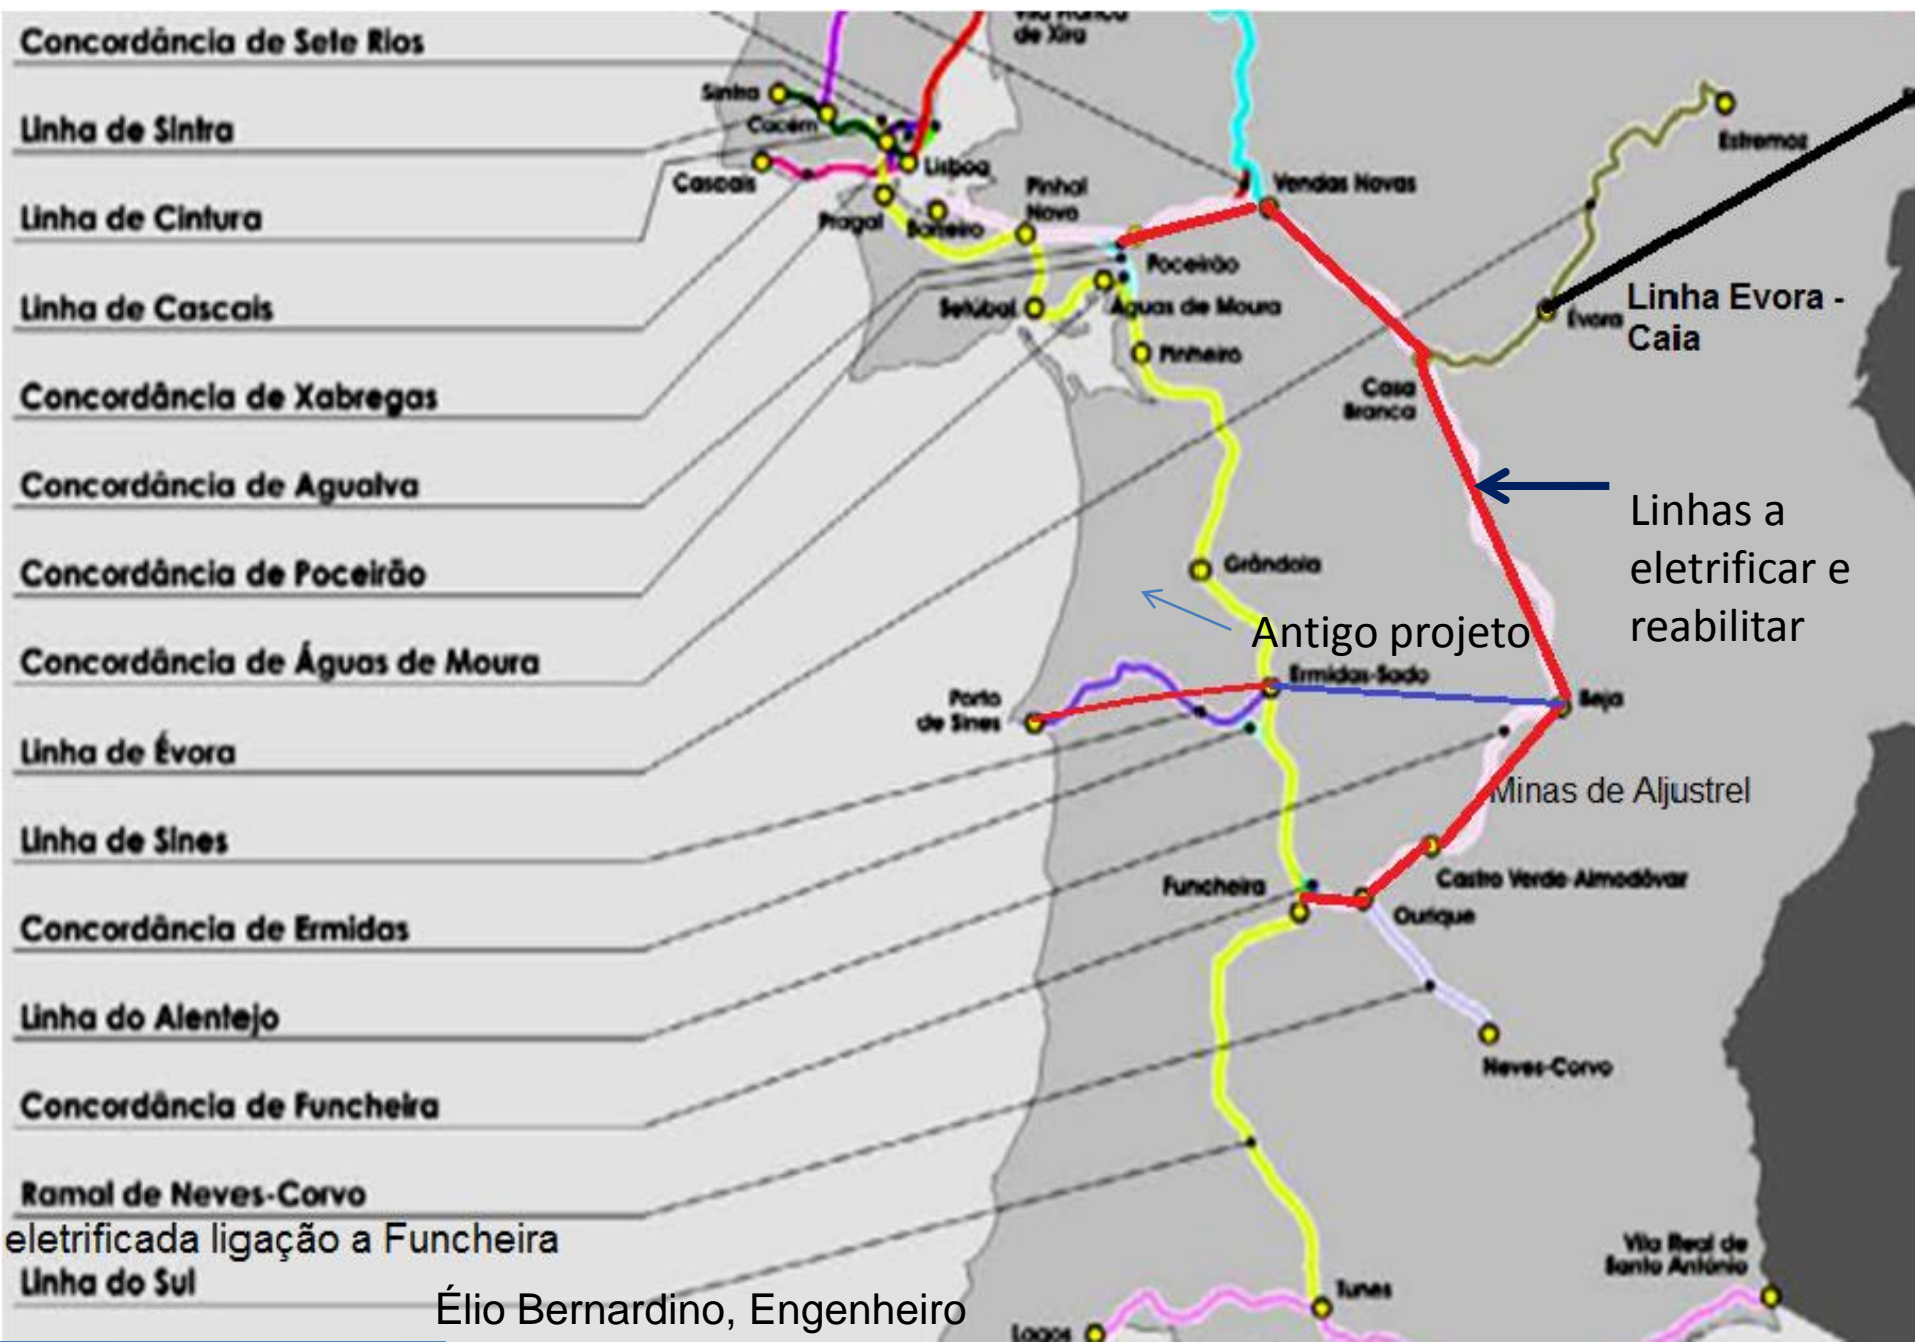 Concordância de Sete Rios
Linha de Sintra
Linha de Cintura
Linha de Cascais
Concordância de Xabregas
Concordância de Agualva
Concordância de Poceirão
Concordância de Águas de Moura
Linha de Évora
Linha de Sines
Concordância de Ermidas
Linha do Alentejo
Concordância de Funcheira
Ramal de Neves-Corvo
eletrificada ligação a Funcheira
Linha do Sul
Élio Bernardino, Engenheiro
Vila Franca
de Xira
Sintra
Cacém
Cascais
Lisboa
Pragal
Barreiro
Pinhal
Novo
Vendas Novas
Estremoz
Poceirão
Setúbal
Águas de Moura
Évora
Linha Evora -
Caia
Pinheiro
Casa
Branca
Linhas a
eletrificar e
reabilitar
Grândola
Antigo projeto
Ermidas-Sado
Porto
de Sines
Beja
Minas de Aljustrel
Castro Verde-Almodôvar
Funcheira
Ourique
Neves-Corvo
Vila Real de
Santo António
Tunes
Lagos